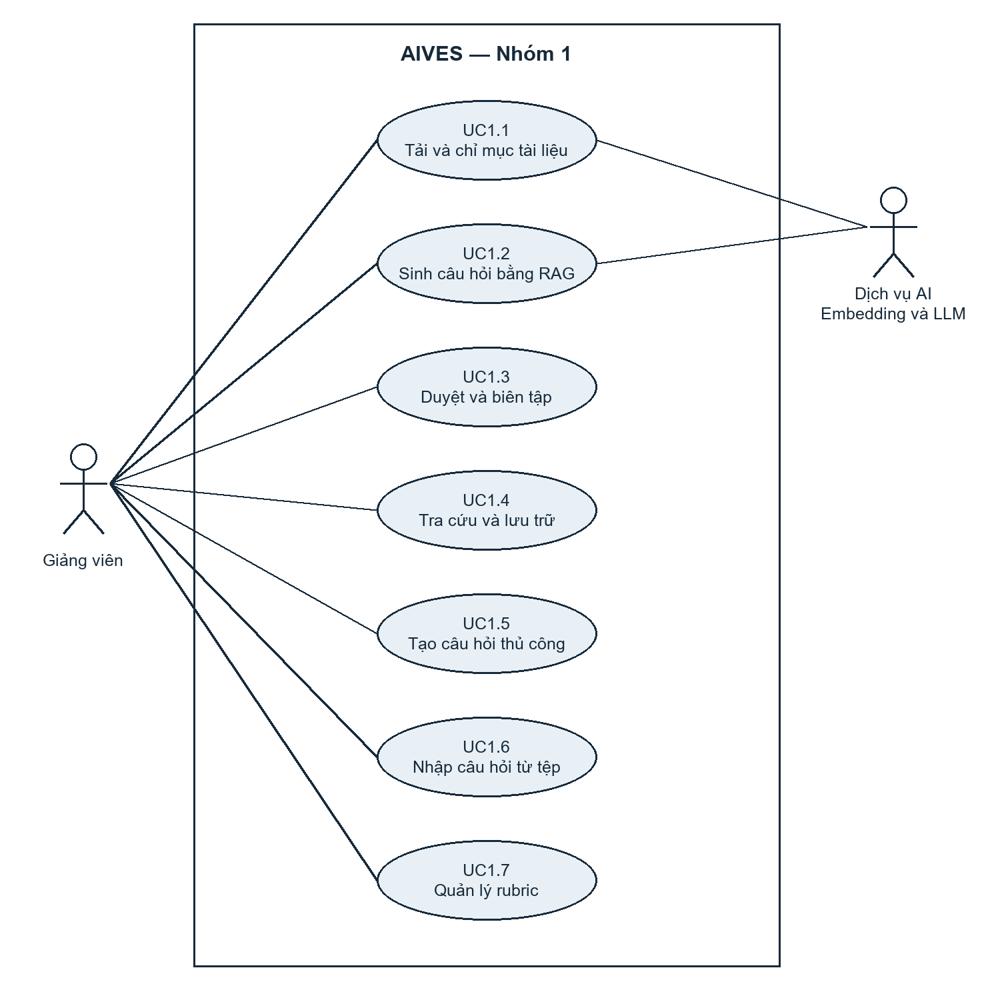 AIVES — Nhóm 1
UC1.1
Tải và chỉ mục tài liệu
UC1.2
Sinh câu hỏi bằng RAG
Dịch vụ AI
Embedding và LLM
UC1.3
Duyệt và biên tập
UC1.4
Tra cứu và lưu trữ
Giảng viên
UC1.5
Tạo câu hỏi thủ công
UC1.6
Nhập câu hỏi từ tệp
UC1.7
Quản lý rubric